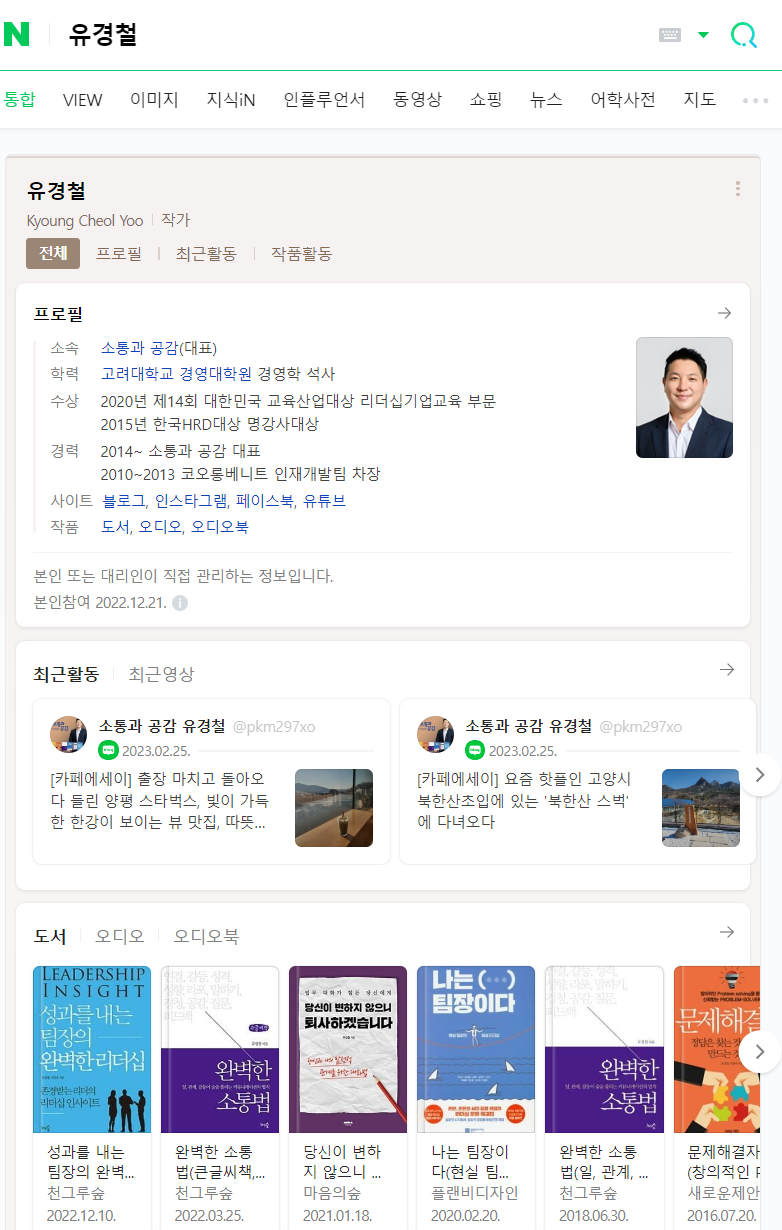 N 유경철
통합 VIEW 이미지 지식iN 인플루언서 동영상 쇼핑 뉴스 어학사전 지도
유경철
Kyoung Cheol Yoo 작가
전체 프로필 최근활동 작품활동
프로필
소속 소통과 공감(대표)
학력 고려대학교 경영대학원 경영학 석사
수상 2020년 제14회 대한민국 교육산업대상 리더십기업교육 부문
2015년 한국HRD대상 명강사대상
경력 2014~ 소통과 공감 대표
2010~2013 코오롱베니트 인재개발팀 차장
사이트 블로그, 인스타그램, 페이스북, 유튜브
작품 도서, 오디오, 오디오북
본인 또는 대리인이 직접 관리하는 정보입니다.
본인참여 2022.12.21.
최근활동 최근영상
소통과 공감 유경철 @pkm297xo
2023.02.25.
[카페에세이] 출장 마치고 돌아오
다 들린 양평 스타벅스, 빛이 가득
한 한강이 보이는 뷰 맛집, 따뜻...
소통과 공감 유경철 @pkm297xo
2023.02.25.
[카페에세이] 요즘 핫플인 고양시
북한산초입에 있는 '북한산 스벅'
에 다녀오다
도서 오디오 오디오북
LEADERSHIP
INSIGHT
성과를 내는
팀장의
완벽한 리더십
존경받는 리더의
리더십 인사이트
완벽한
소통법
당신이 변하지 않으니
퇴사하겠습니다
나는 (···)
팀장이다
완벽한
소통법
문제해결
성과를 내는
팀장의 완벽...
천그루숲
2022.12.10.
완벽한 소통
법(큰글씨책,...
천그루숲
2022.03.25.
당신이 변하
지 않으니 ...
마음의숲
2021.01.18.
나는 팀장이
다(현실 팀...
플랜비디자인
2020.02.20.
완벽한 소통
법(일, 관계, ...
천그루숲
2018.06.30.
문제해결자
(창의적인 P
새로운제안
2016.07.20.